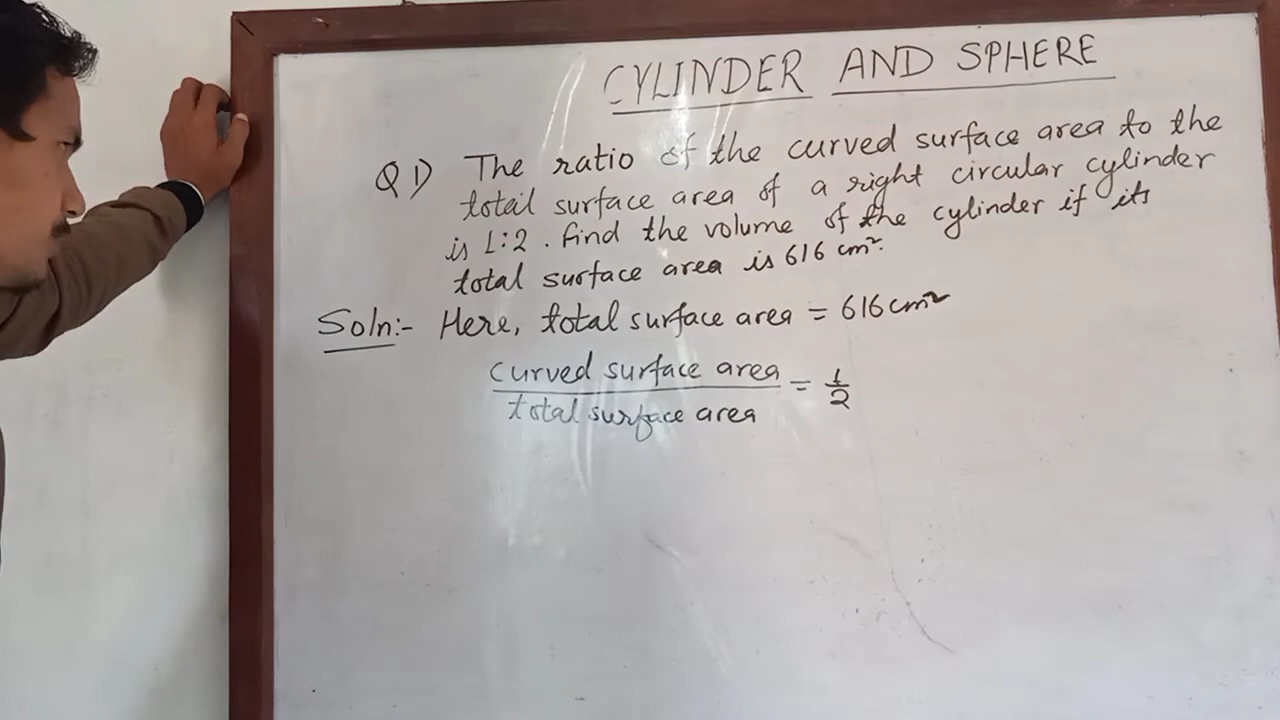 CYLINDER AND SPHERE
Q1) The ratio of the curved surface area to the
total surface area of a right circular cylinder
is 1:2. Find the volume of the cylinder if its
total surface area is 616 cm².
Soln:- Here, total surface area = 616 cm²
curved surface area / total surface area = 1/2